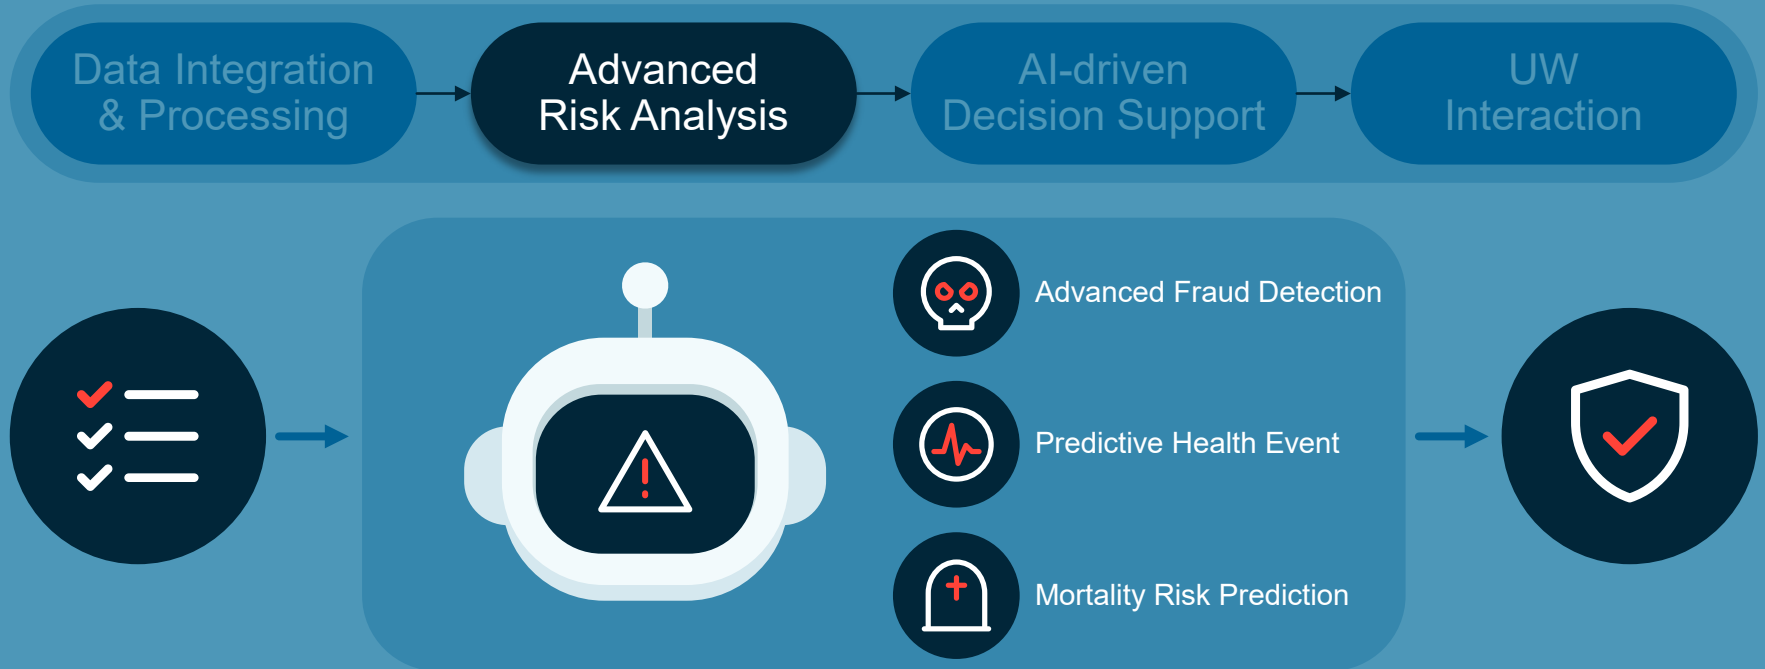 Data Integration
& Processing
Advanced
Risk Analysis
AI-driven
Decision Support
UW
Interaction
Advanced Fraud Detection
Predictive Health Event
Mortality Risk Prediction